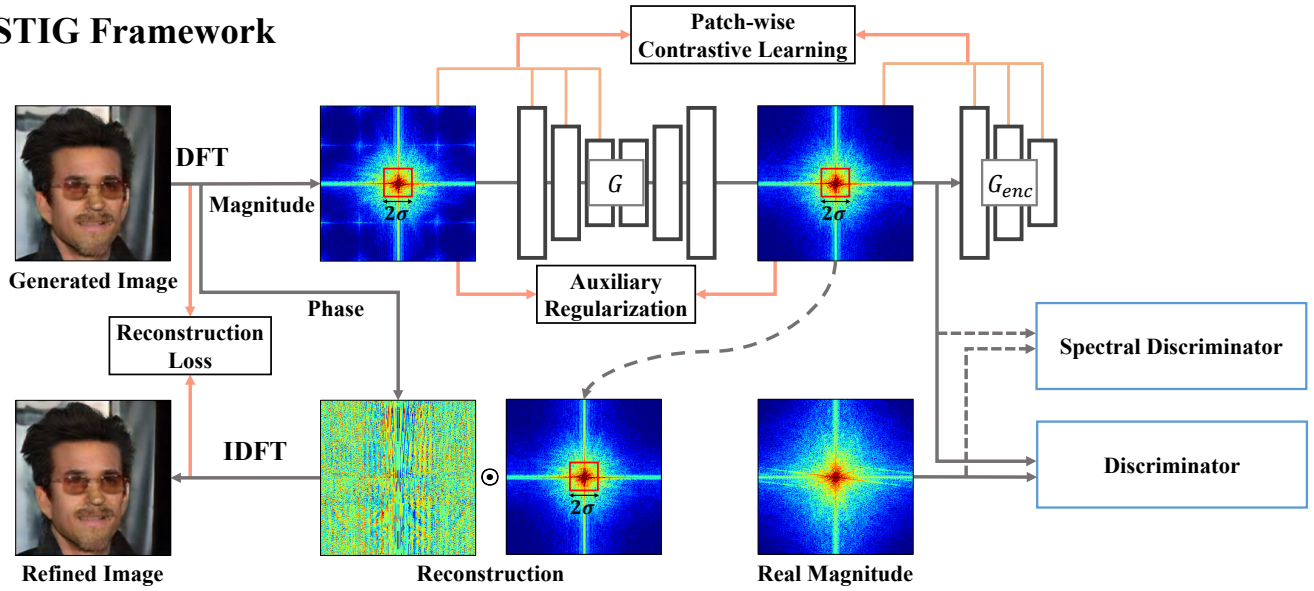 STIG Framework
Patch-wise
Contrastive Learning
DFT
Magnitude
2σ
G
2σ
G_enc
Generated Image
Phase
Auxiliary
Regularization
Reconstruction
Loss
Spectral Discriminator
IDFT
2σ
Discriminator
Refined Image
Reconstruction
Real Magnitude